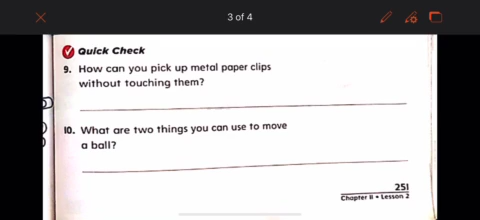 3 of 4
Quick Check
9. How can you pick up metal paper clips
without touching them?
10. What are two things you can use to move
a ball?
251
Chapter 11 • Lesson 2